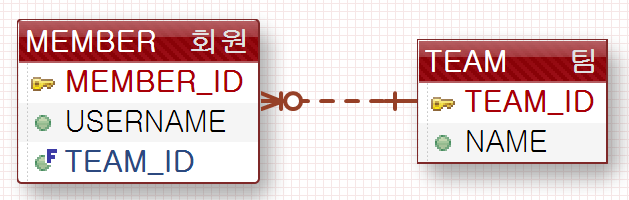 MEMBER 회원
MEMBER_ID
USERNAME
F TEAM_ID
TEAM 팀
TEAM_ID
NAME